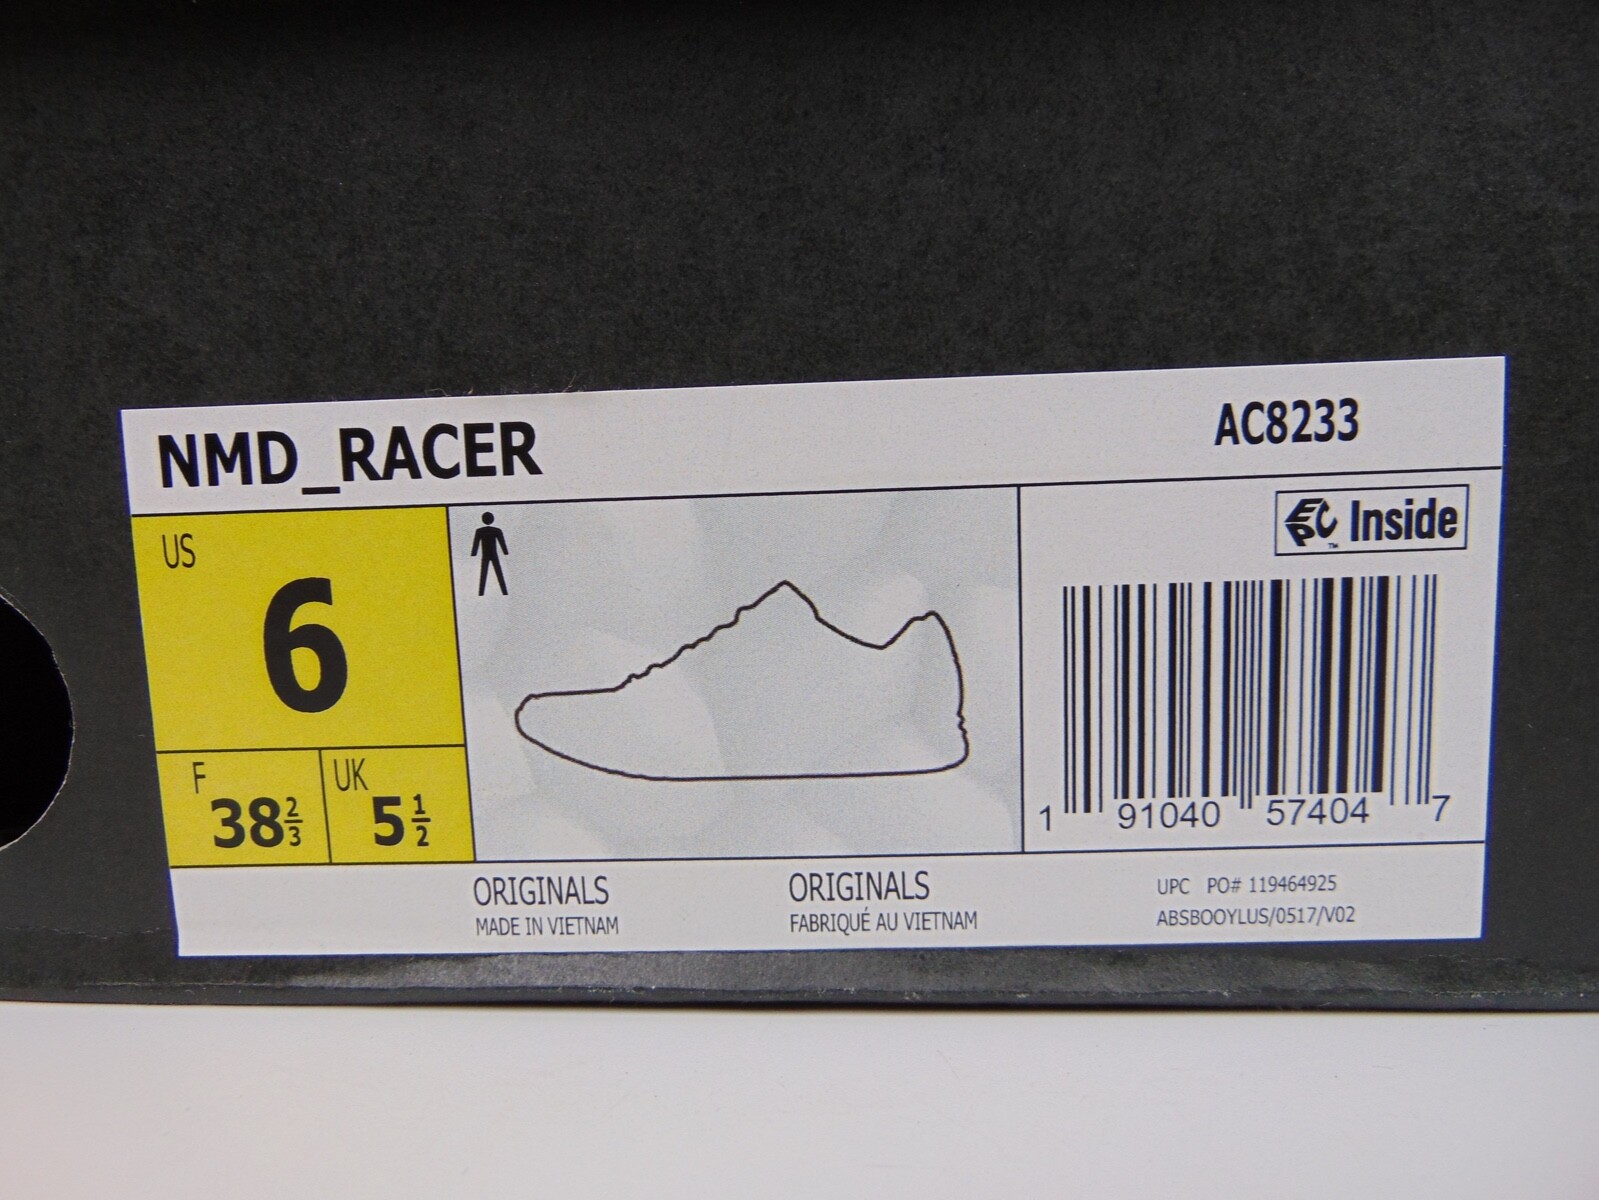 NMD_RACER
AC8233
US
6
F
38 2/3
UK
5 1/2
EPC™ Inside
1 91040 57404 7
ORIGINALS
MADE IN VIETNAM
ORIGINALS
FABRIQUÉ AU VIETNAM
UPC PO# 119464925
ABSBOOYLUS/0517/V02